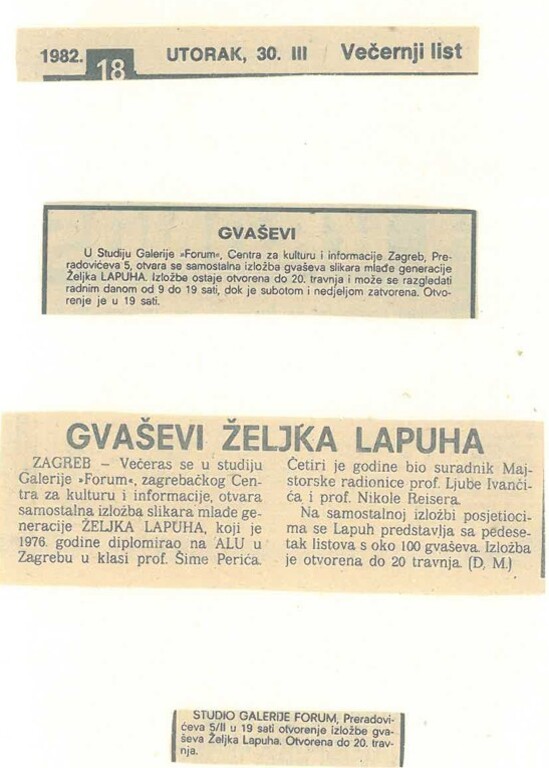 1982. 18 UTORAK, 30. III Večernji list
GVAŠEVI
U Studiju Galerije »Forum«, Centra za kulturu i informacije Zagreb, Pre-
radovićeva 5, otvara se samostalna izložba gvaševa slikara mlađe generacije
Željka LAPUHA. Izložba ostaje otvorena do 20. travnja i može se razgledati
radnim danom od 9 do 19 sati, dok je subotom i nedjeljom zatvorena. Otvo-
renje je u 19 sati.
GVAŠEVI ŽELJKA LAPUHA
ZAGREB – Večeras se u studiju
Galerije »Forum«, zagrebačkog Cen-
tra za kulturu i informacije, otvara
samostalna izložba slikara mlađe ge-
neracije ŽELJKA LAPUHA, koji je
1976. godine diplomirao na ALU u
Zagrebu u klasi prof. Šime Perića.
Četiri je godine bio suradnik Maj-
storske radionice prof. Ljube Ivanči-
ća i prof. Nikole Reisera.
Na samostalnoj izložbi posjetioci-
ma se Lapuh predstavlja sa pedese-
tak listova s oko 100 gvaševa. Izložba
je otvorena do 20 travnja. (D. M.)
STUDIO GALERIJE FORUM, Preradovi-
ćeva 5/II u 19 sati otvorenje izložbe gva-
ševa Željka Lapuha. Otvorena do 20. trav-
nja.